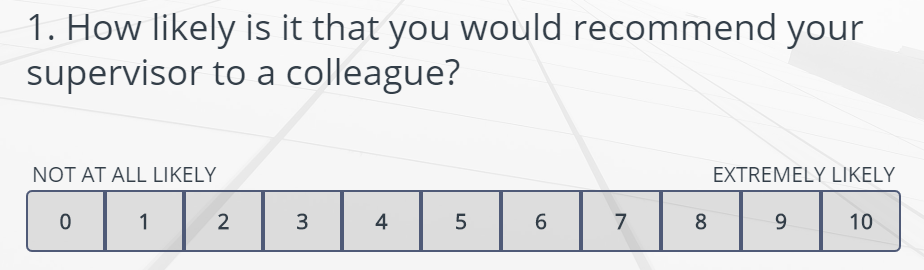 1. How likely is it that you would recommend your
supervisor to a colleague?
NOT AT ALL LIKELY EXTREMELY LIKELY
0 1 2 3 4 5 6 7 8 9 10